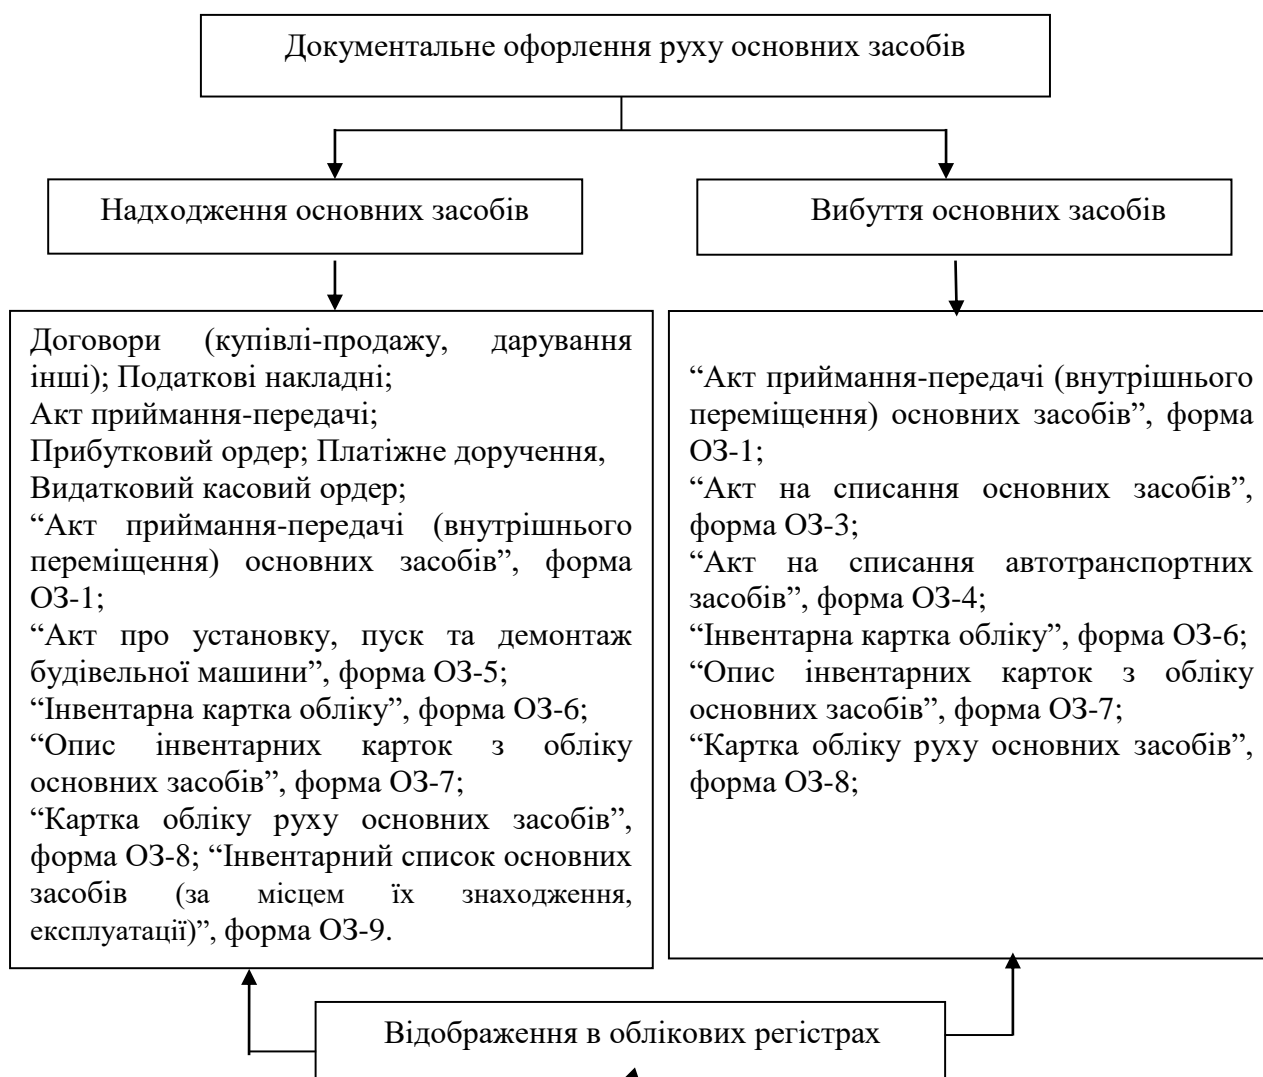 Документальне офорлення руху основних засобів
Надходження основних засобів
Вибуття основних засобів
Договори (купівлі-продажу, дарування
інші); Податкові накладні;
Акт приймання-передачі;
Прибутковий ордер; Платіжне доручення,
Видатковий касовий ордер;
“Акт приймання-передачі (внутрішнього
переміщення) основних засобів”, форма
ОЗ-1;
“Акт про установку, пуск та демонтаж
будівельної машини”, форма ОЗ-5;
“Інвентарна картка обліку”, форма ОЗ-6;
“Опис інвентарних карток з обліку
основних засобів”, форма ОЗ-7;
“Картка обліку руху основних засобів”,
форма ОЗ-8; “Інвентарний список основних
засобів (за місцем їх знаходження,
експлуатації)”, форма ОЗ-9.
“Акт приймання-передачі (внутрішнього
переміщення) основних засобів”, форма
ОЗ-1;
“Акт на списання основних засобів”,
форма ОЗ-3;
“Акт на списання автотранспортних
засобів”, форма ОЗ-4;
“Інвентарна картка обліку”, форма ОЗ-6;
“Опис інвентарних карток з обліку
основних засобів”, форма ОЗ-7;
“Картка обліку руху основних засобів”,
форма ОЗ-8;
Відображення в облікових регістрах